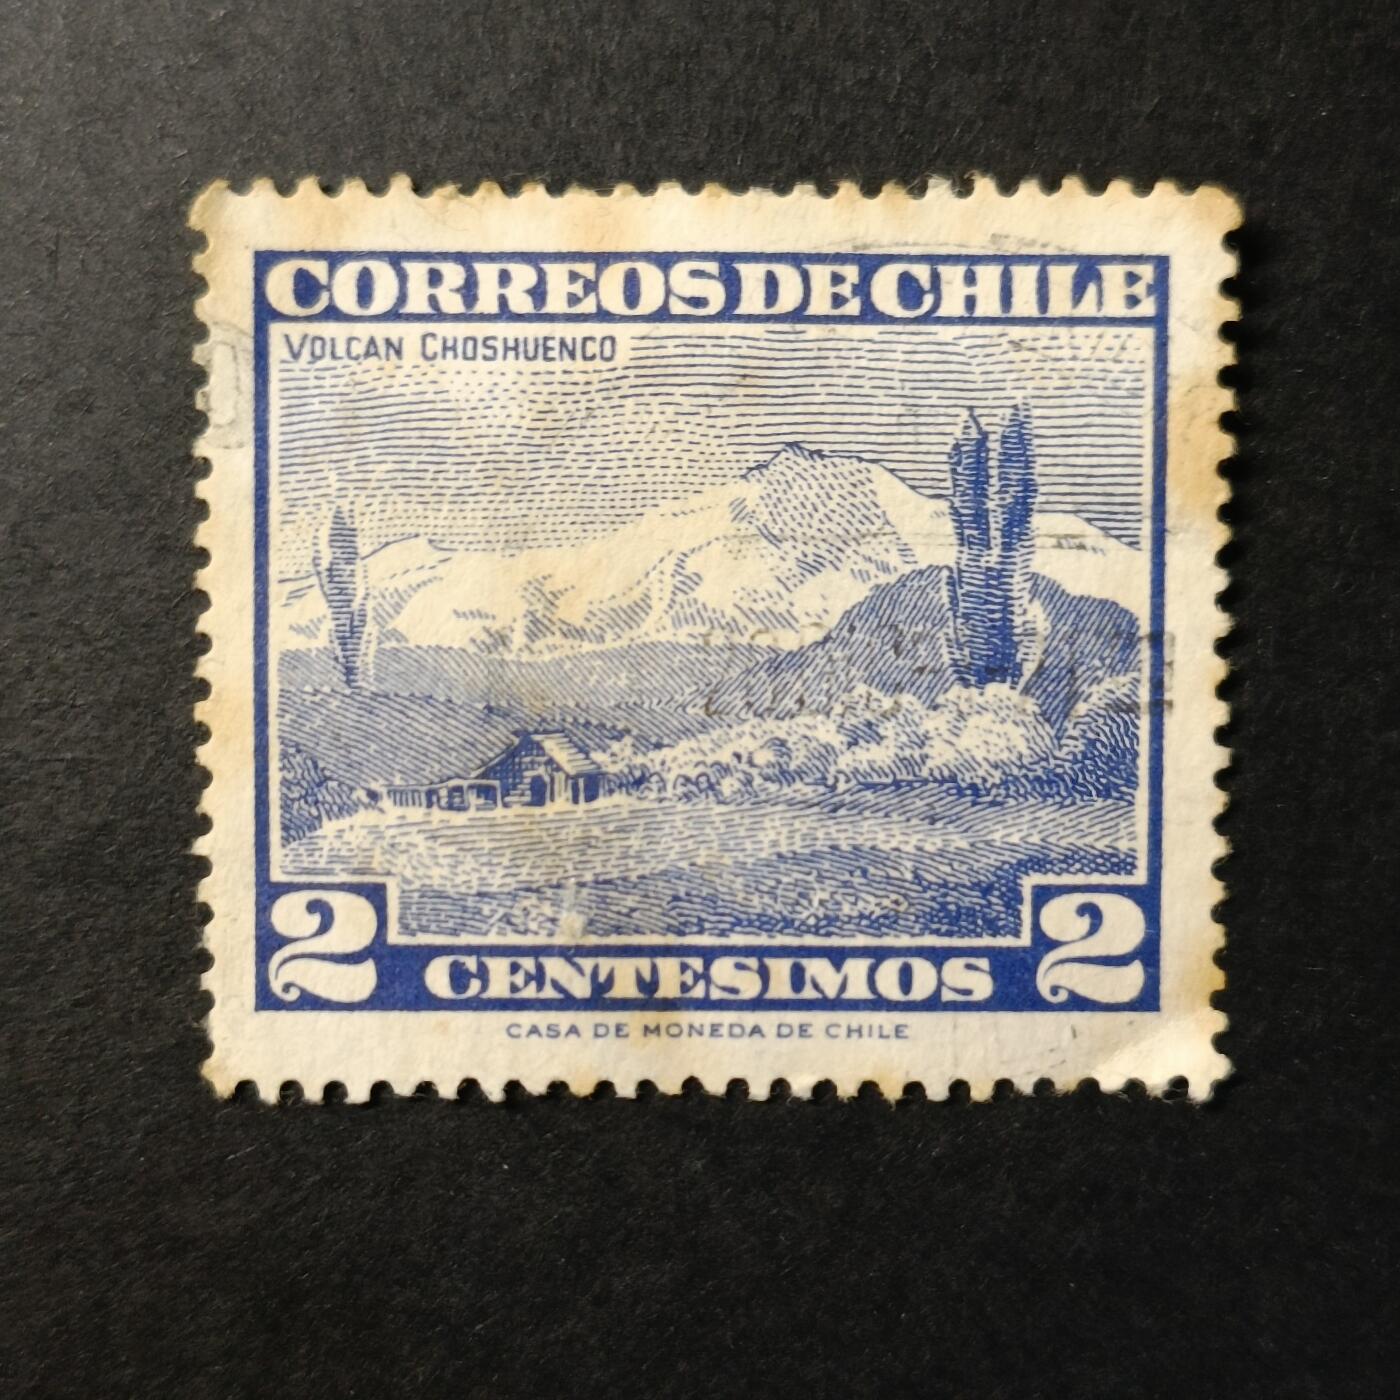 CORREOS DE CHILE
VOLCAN CHOSHUENCO
2 CENTESIMOS 2
CASA DE MONEDA DE CHILE